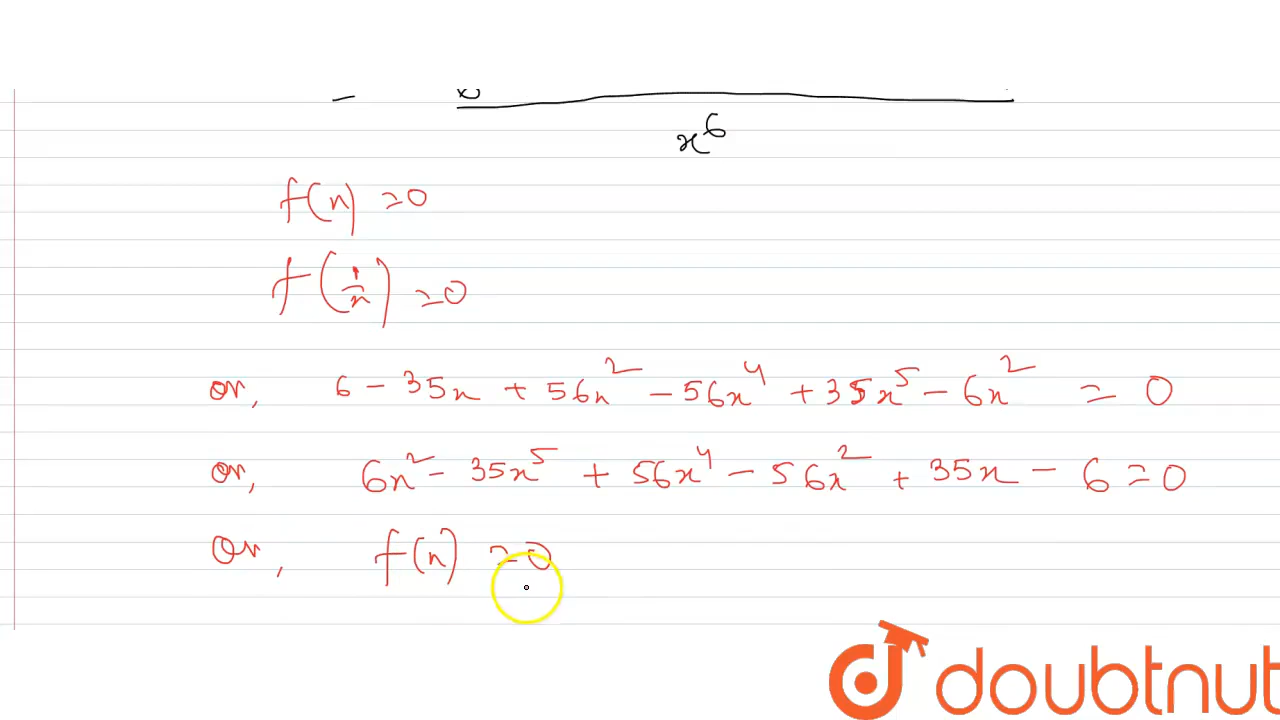 x⁶
f(x) = 0
f(1/x) = 0
or, 6 - 35x + 56x² - 56x⁴ + 35x⁵ - 6x² = 0
or, 6x² - 35x⁵ + 56x⁴ - 56x² + 35x - 6 = 0
Or, f(x) = 0
doubtnut